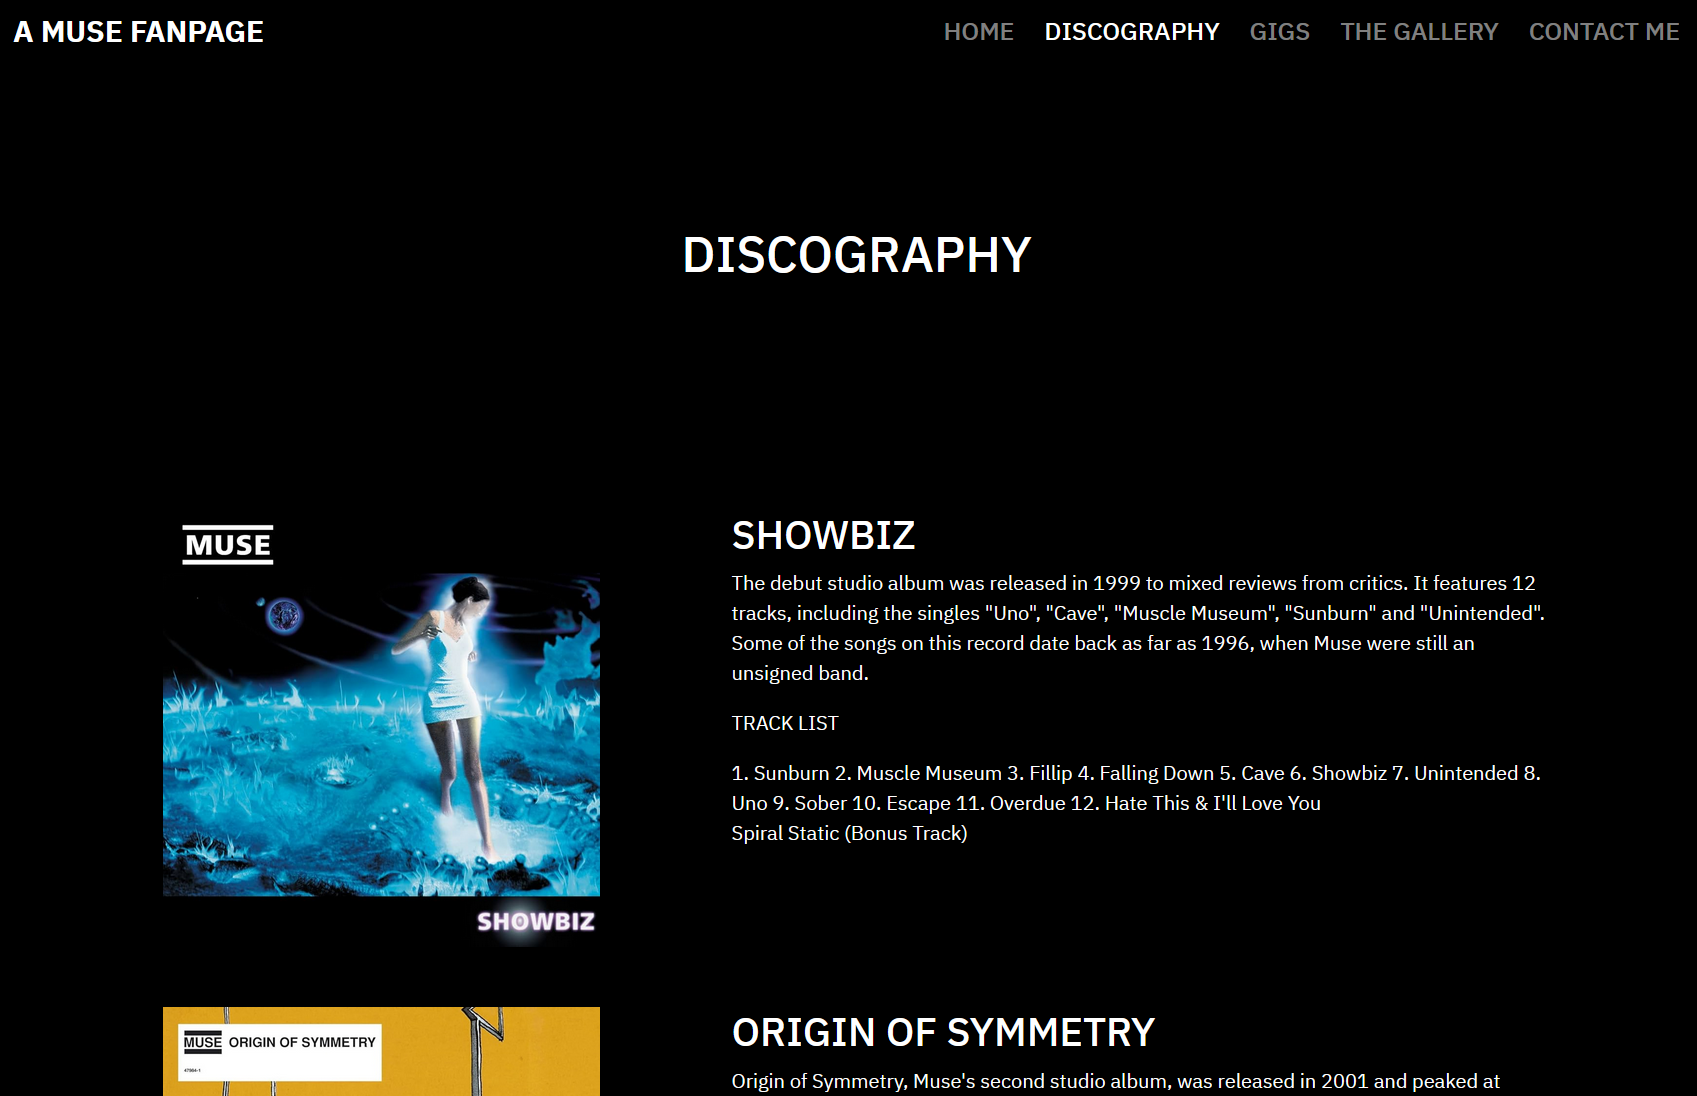 A MUSE FANPAGE
HOME DISCOGRAPHY GIGS THE GALLERY CONTACT ME
DISCOGRAPHY
MUSE
SHOWBIZ
SHOWBIZ
The debut studio album was released in 1999 to mixed reviews from critics. It features 12
tracks, including the singles "Uno", "Cave", "Muscle Museum", "Sunburn" and "Unintended".
Some of the songs on this record date back as far as 1996, when Muse were still an
unsigned band.
TRACK LIST
1. Sunburn 2. Muscle Museum 3. Fillip 4. Falling Down 5. Cave 6. Showbiz 7. Unintended 8.
Uno 9. Sober 10. Escape 11. Overdue 12. Hate This & I'll Love You
Spiral Static (Bonus Track)
MUSE ORIGIN OF SYMMETRY
ORIGIN OF SYMMETRY
Origin of Symmetry, Muse's second studio album, was released in 2001 and peaked at